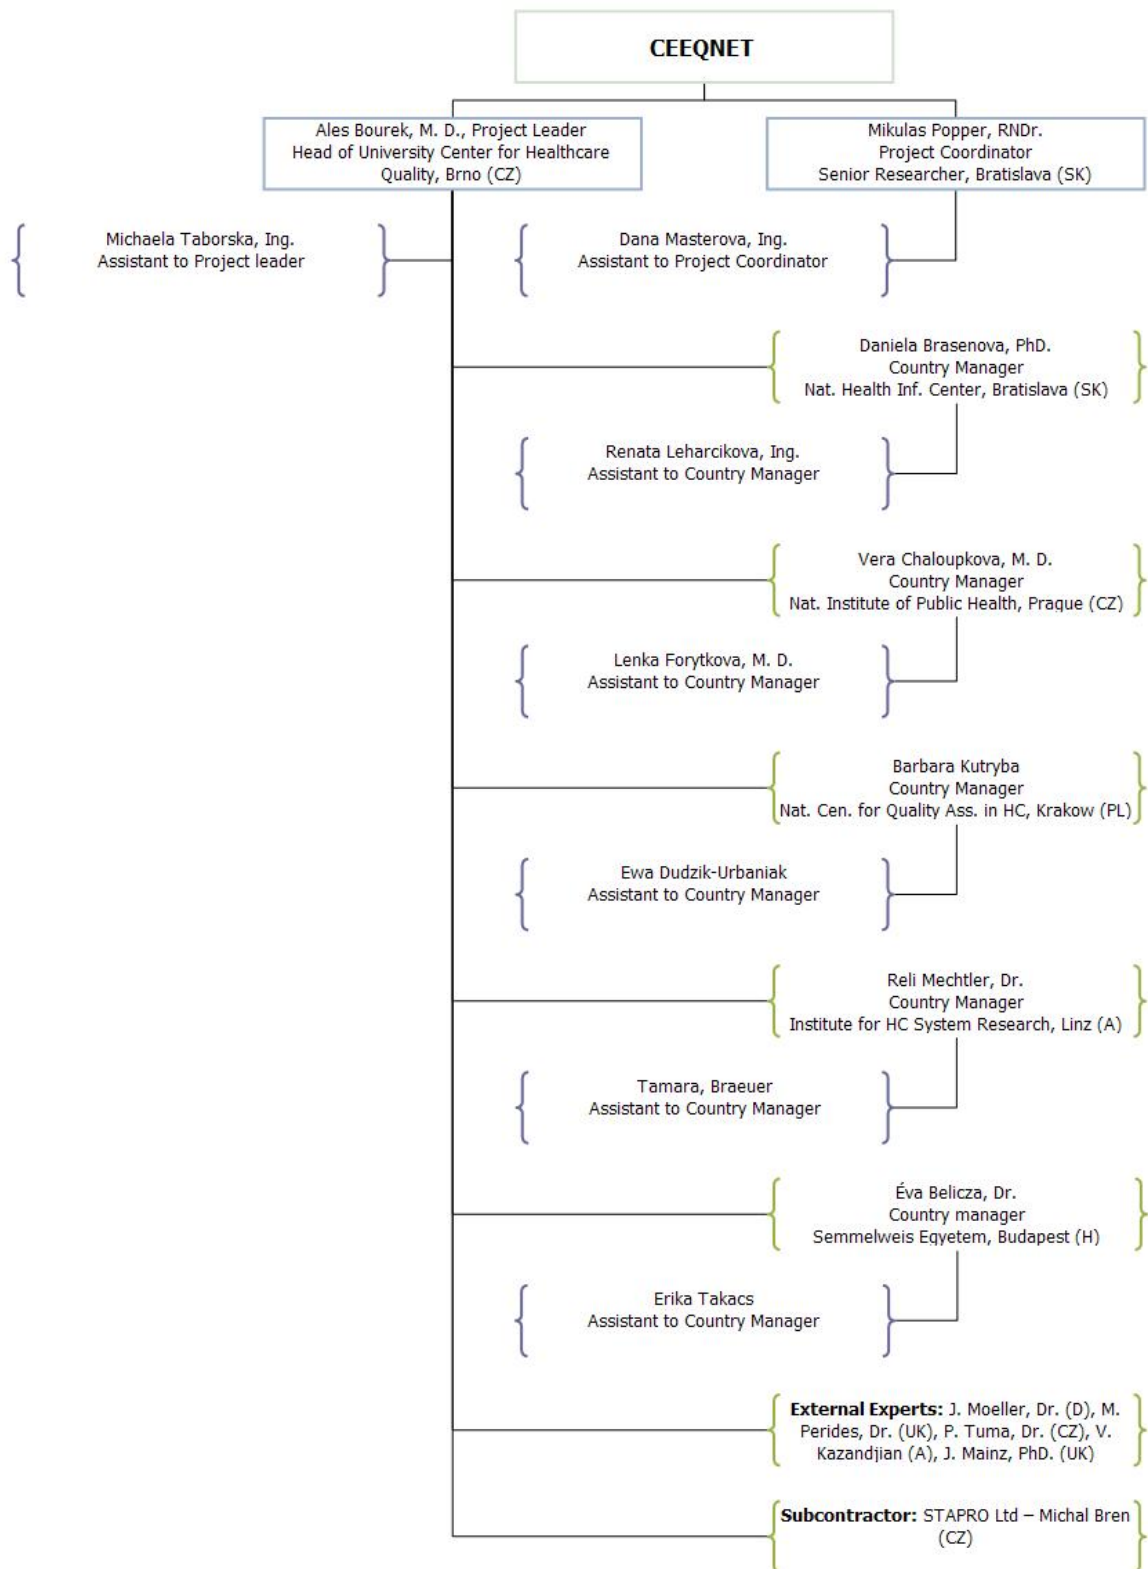 CEEQNET
Ales Bourek, M. D., Project Leader
Head of University Center for Healthcare
Quality, Brno (CZ)
Mikulas Popper, RNDr.
Project Coordinator
Senior Researcher, Bratislava (SK)
Michaela Taborska, Ing.
Assistant to Project leader
Dana Masterova, Ing.
Assistant to Project Coordinator
Daniela Brasenova, PhD.
Country Manager
Nat. Health Inf. Center, Bratislava (SK)
Renata Leharcikova, Ing.
Assistant to Country Manager
Vera Chaloupkova, M. D.
Country Manager
Nat. Institute of Public Health, Prague (CZ)
Lenka Forytkova, M. D.
Assistant to Country Manager
Barbara Kutryba
Country Manager
Nat. Cen. for Quality Ass. in HC, Krakow (PL)
Ewa Dudzik-Urbaniak
Assistant to Country Manager
Reli Mechtler, Dr.
Country Manager
Institute for HC System Research, Linz (A)
Tamara, Braeuer
Assistant to Country Manager
Éva Belicza, Dr.
Country manager
Semmelweis Egyetem, Budapest (H)
Erika Takacs
Assistant to Country Manager
External Experts: J. Moeller, Dr. (D), M.
Perides, Dr. (UK), P. Tuma, Dr. (CZ), V.
Kazandjian (A), J. Mainz, PhD. (UK)
Subcontractor: STAPRO Ltd – Michal Bren
(CZ)